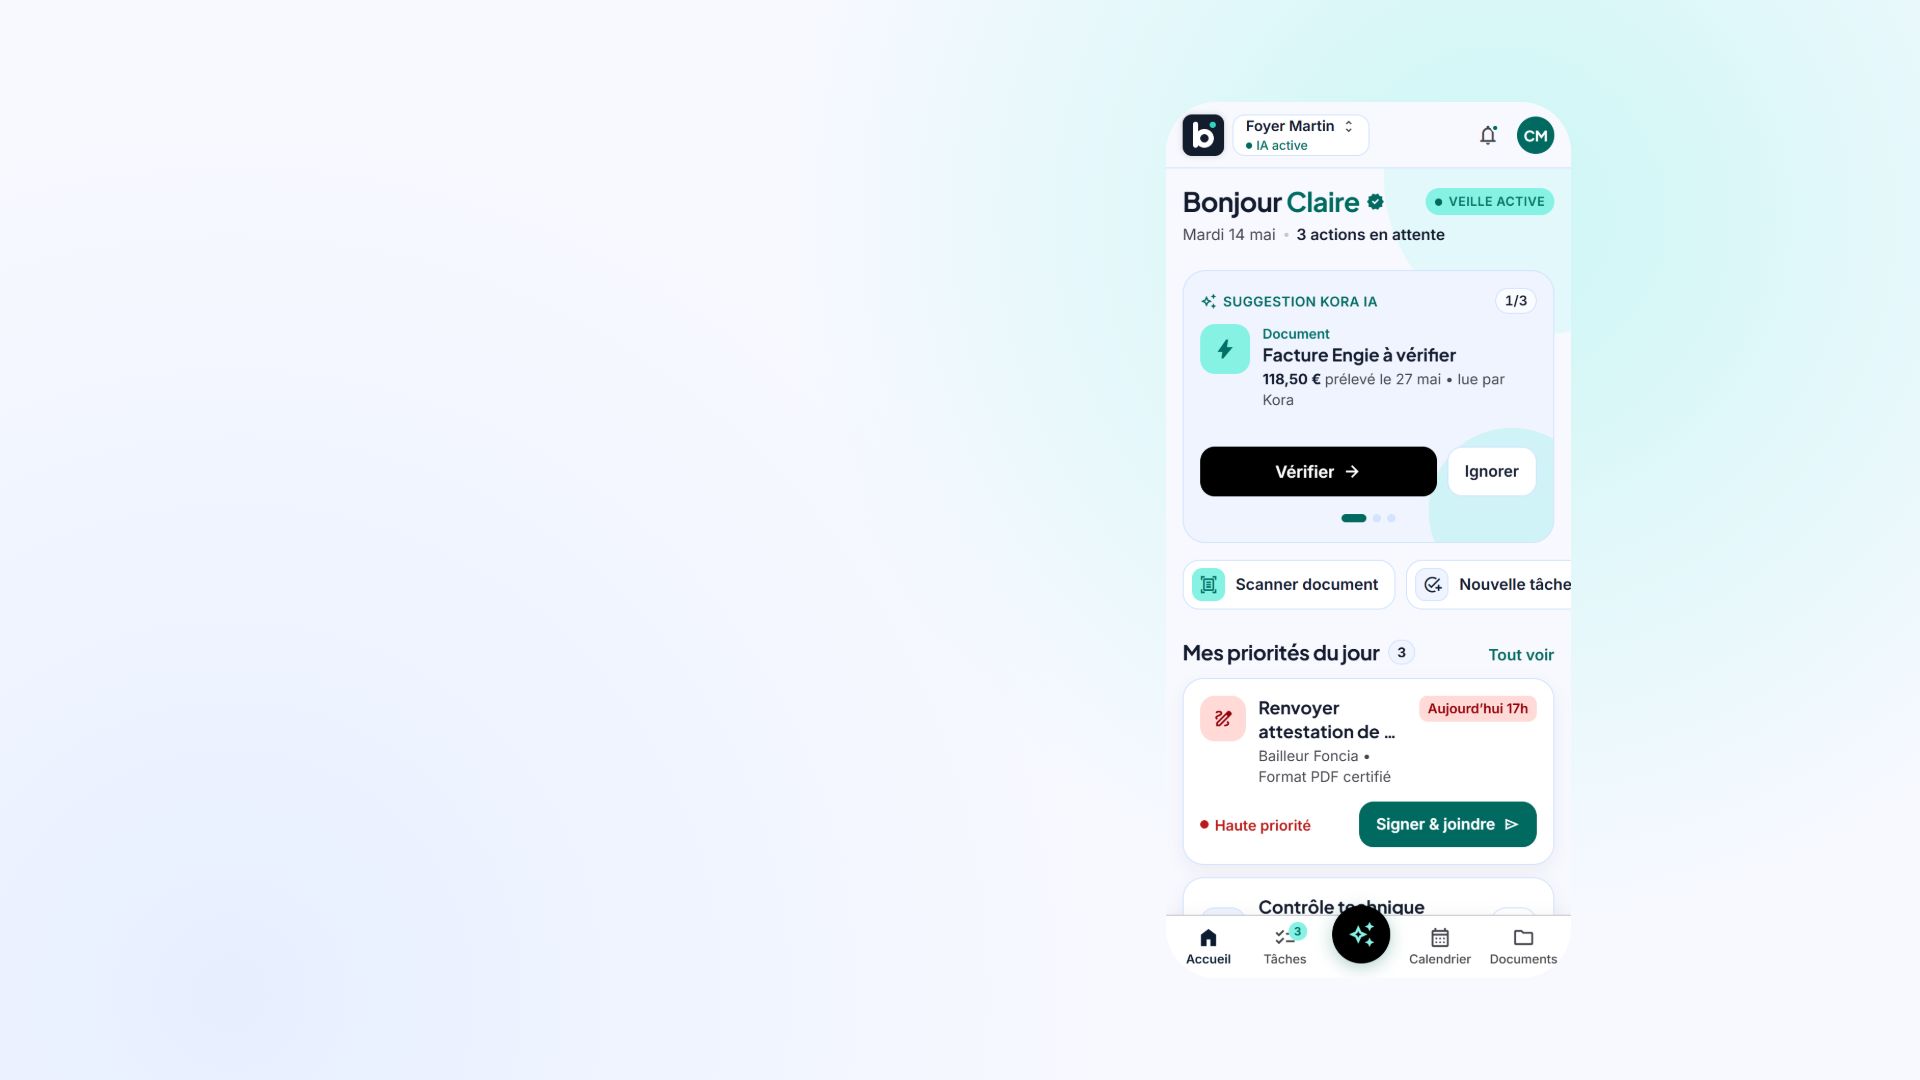 b
Foyer Martin
IA active
CM
Bonjour Claire
VEILLE ACTIVE
Mardi 14 mai • 3 actions en attente
SUGGESTION KORA IA
1/3
Document
Facture Engie à vérifier
118,50 € prélevé le 27 mai • lue par
Kora
Vérifier
Ignorer
Scanner document
Nouvelle tâche
Mes priorités du jour
3
Tout voir
Renvoyer
attestation de ...
Aujourd'hui 17h
Bailleur Foncia •
Format PDF certifié
Haute priorité
Signer & joindre
Contrôle technique
3
Accueil
Tâches
Calendrier
Documents